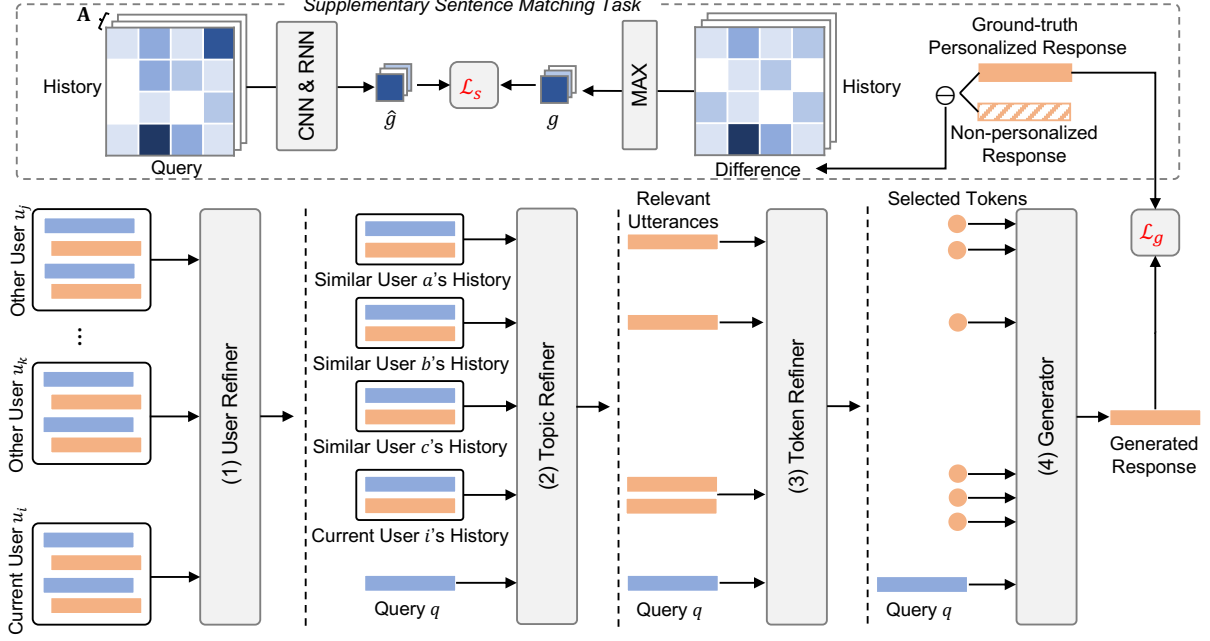 Supplementary Sentence Matching Task
A
History
Query
CNN & RNN
ĝ
ℒs
g
MAX
History
Difference
Ground-truth
Personalized Response
⊖
Non-personalized
Response
Other User uj
⋮
Other User uk
Current User ui
(1) User Refiner
Similar User a's History
Similar User b's History
Similar User c's History
Current User i's History
Query q
(2) Topic Refiner
Relevant
Utterances
Query q
(3) Token Refiner
Selected Tokens
Query q
(4) Generator
ℒg
Generated
Response